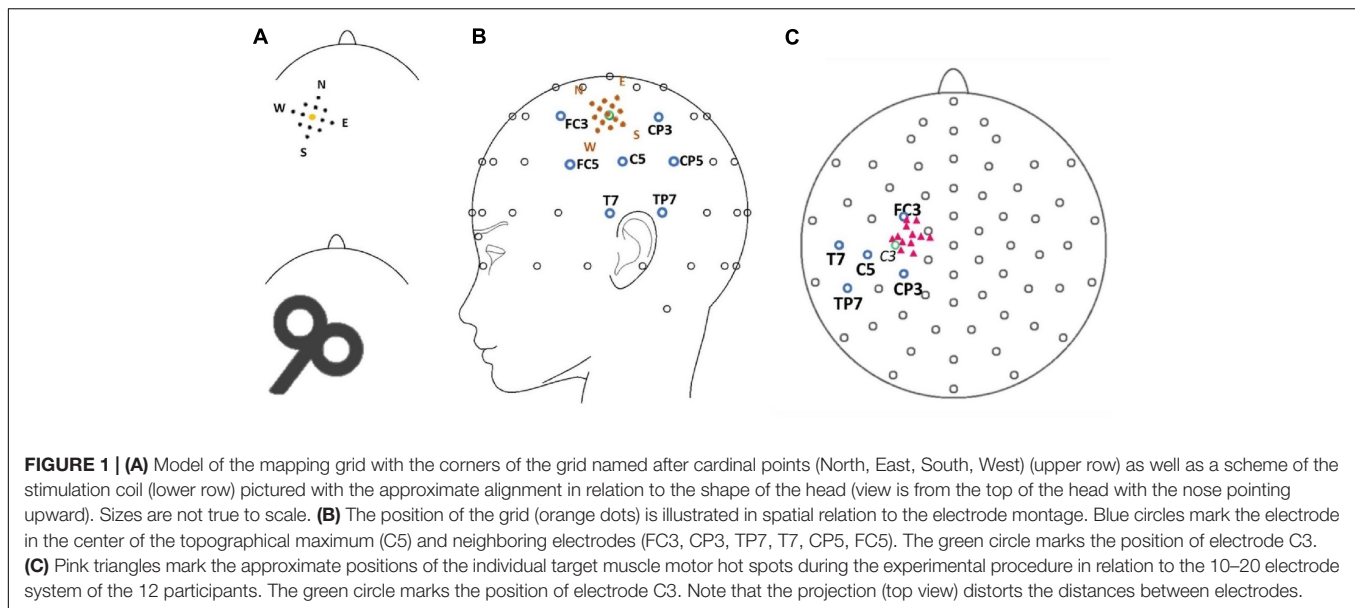 A
B
C
N
W
E
S
N
E
FC3
CP3
S
W
FC5
C5
CP5
T7
TP7
FC3
T7
C5
C3
TP7
CP3
FIGURE 1 | (A) Model of the mapping grid with the corners of the grid named after cardinal points (North, East, South, West) (upper row) as well as a scheme of the
stimulation coil (lower row) pictured with the approximate alignment in relation to the shape of the head (view is from the top of the head with the nose pointing
upward). Sizes are not true to scale. (B) The position of the grid (orange dots) is illustrated in spatial relation to the electrode montage. Blue circles mark the electrode
in the center of the topographical maximum (C5) and neighboring electrodes (FC3, CP3, TP7, T7, CP5, FC5). The green circle marks the position of electrode C3.
(C) Pink triangles mark the approximate positions of the individual target muscle motor hot spots during the experimental procedure in relation to the 10–20 electrode
system of the 12 participants. The green circle marks the position of electrode C3. Note that the projection (top view) distorts the distances between electrodes.